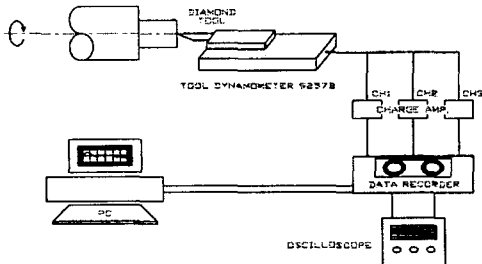 DIAMOND
TOOL
TOOL DYNAMOMETER 9257B
CH1 CH2 CH3
CHARGE AMP.
DATA RECORDER
PC
OSCILLOSCOPE